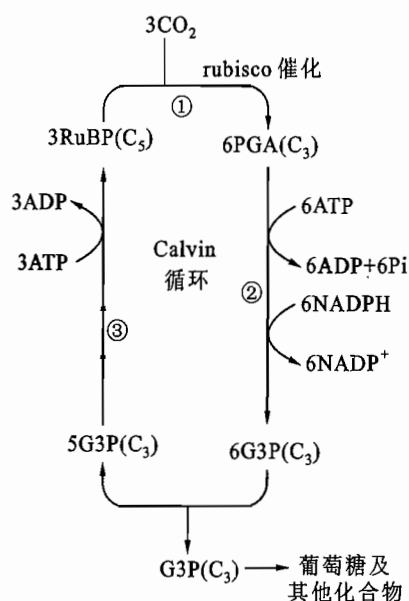 3CO₂
rubisco 催化
①
3RuBP(C₅)
6PGA(C₃)
3ADP
3ATP
6ATP
6ADP+6Pi
Calvin
循环
②
6NADPH
6NADP⁺
③
5G3P(C₃)
6G3P(C₃)
G3P(C₃)
葡萄糖及
其他化合物